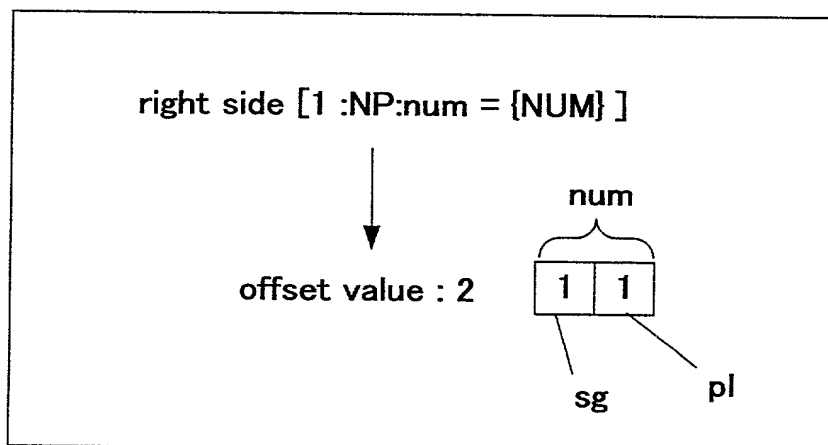 right side [1 :NP:num = {NUM} ]
num
offset value : 2
1 1
sg
pl